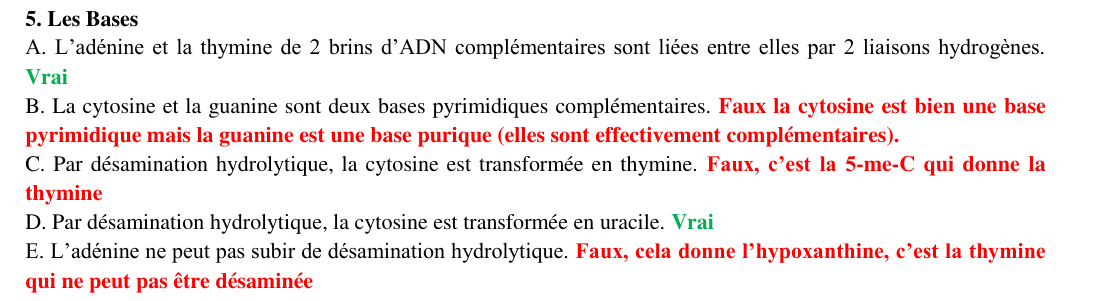 5. Les Bases
A. L’adénine et la thymine de 2 brins d’ADN complémentaires sont liées entre elles par 2 liaisons hydrogènes.
Vrai
B. La cytosine et la guanine sont deux bases pyrimidiques complémentaires. Faux la cytosine est bien une base
pyrimidique mais la guanine est une base purique (elles sont effectivement complémentaires).
C. Par désamination hydrolytique, la cytosine est transformée en thymine. Faux, c’est la 5-me-C qui donne la
thymine
D. Par désamination hydrolytique, la cytosine est transformée en uracile. Vrai
E. L’adénine ne peut pas subir de désamination hydrolytique. Faux, cela donne l’hypoxanthine, c’est la thymine
qui ne peut pas être désaminée